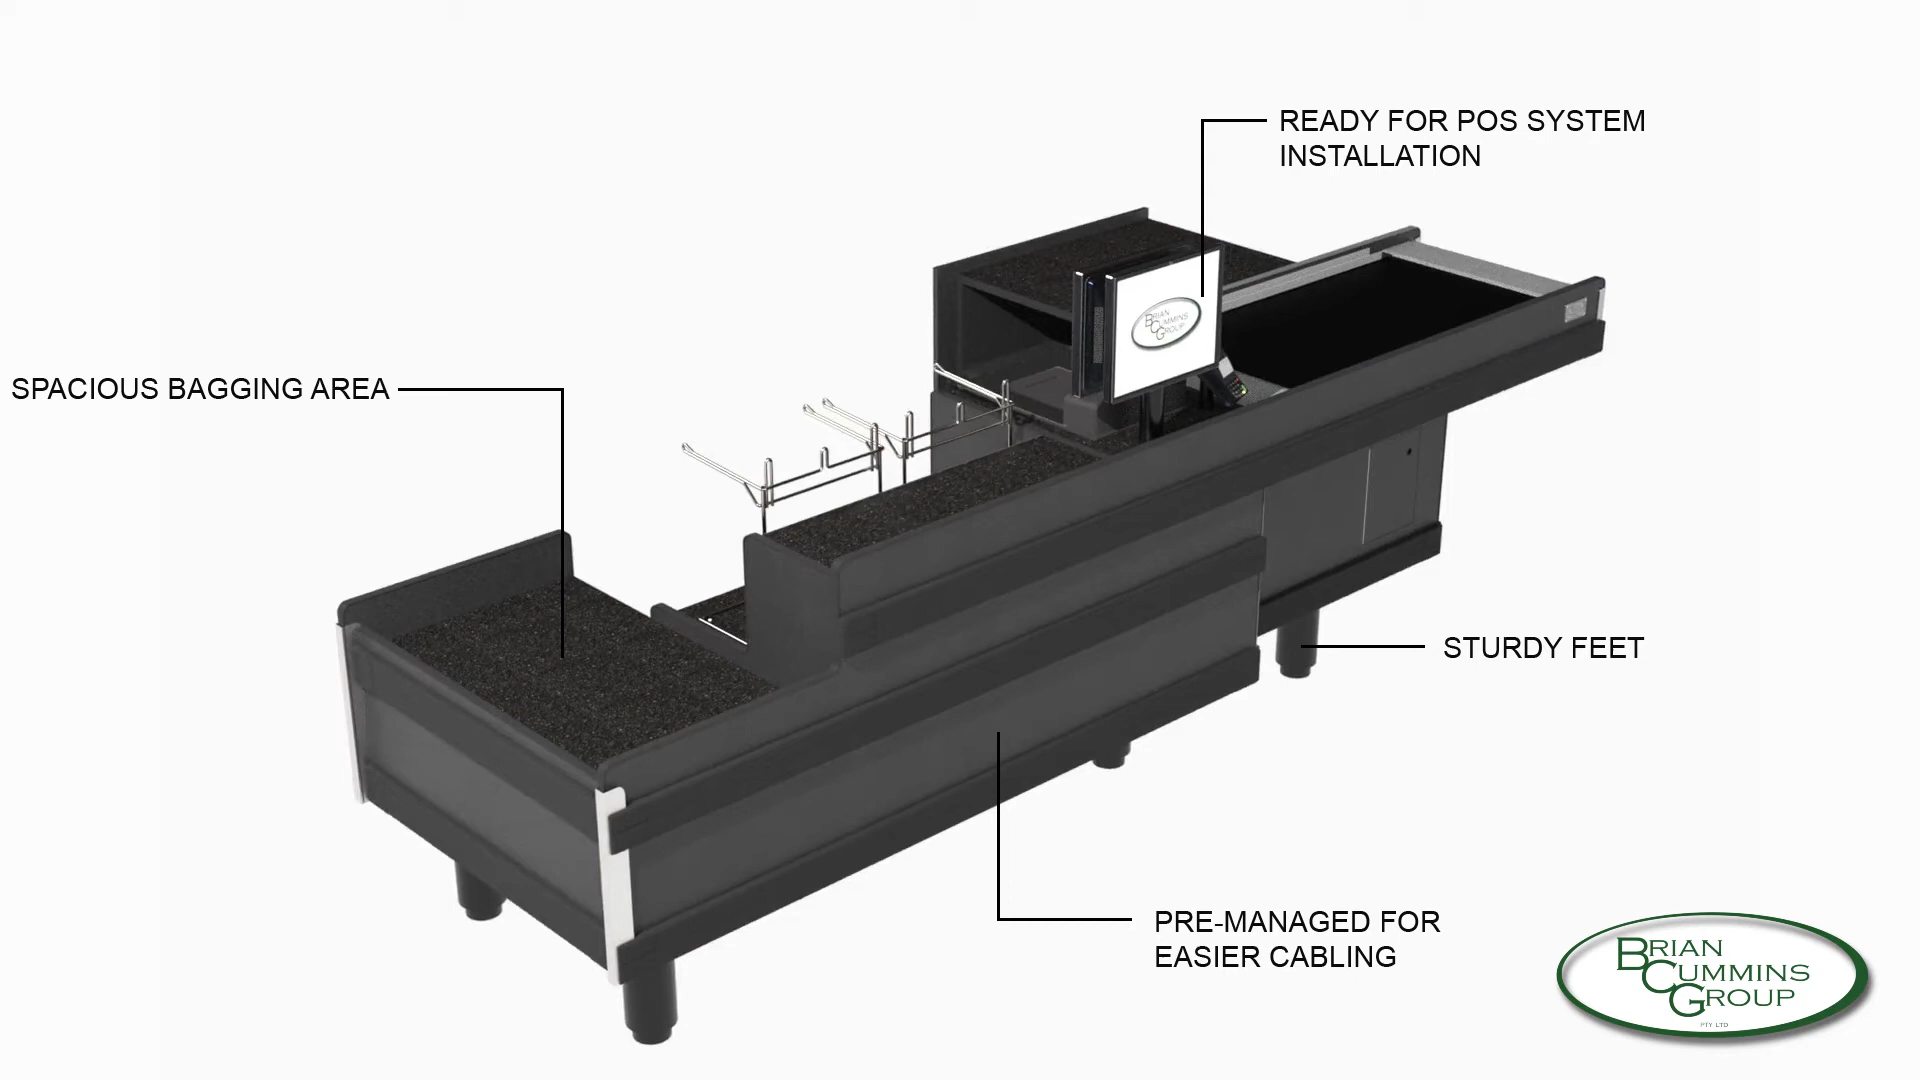 READY FOR POS SYSTEM
INSTALLATION
BRIAN
CUMMINS
GROUP
SPACIOUS BAGGING AREA
STURDY FEET
PRE-MANAGED FOR
EASIER CABLING
BRIAN
CUMMINS
GROUP
PTY LTD